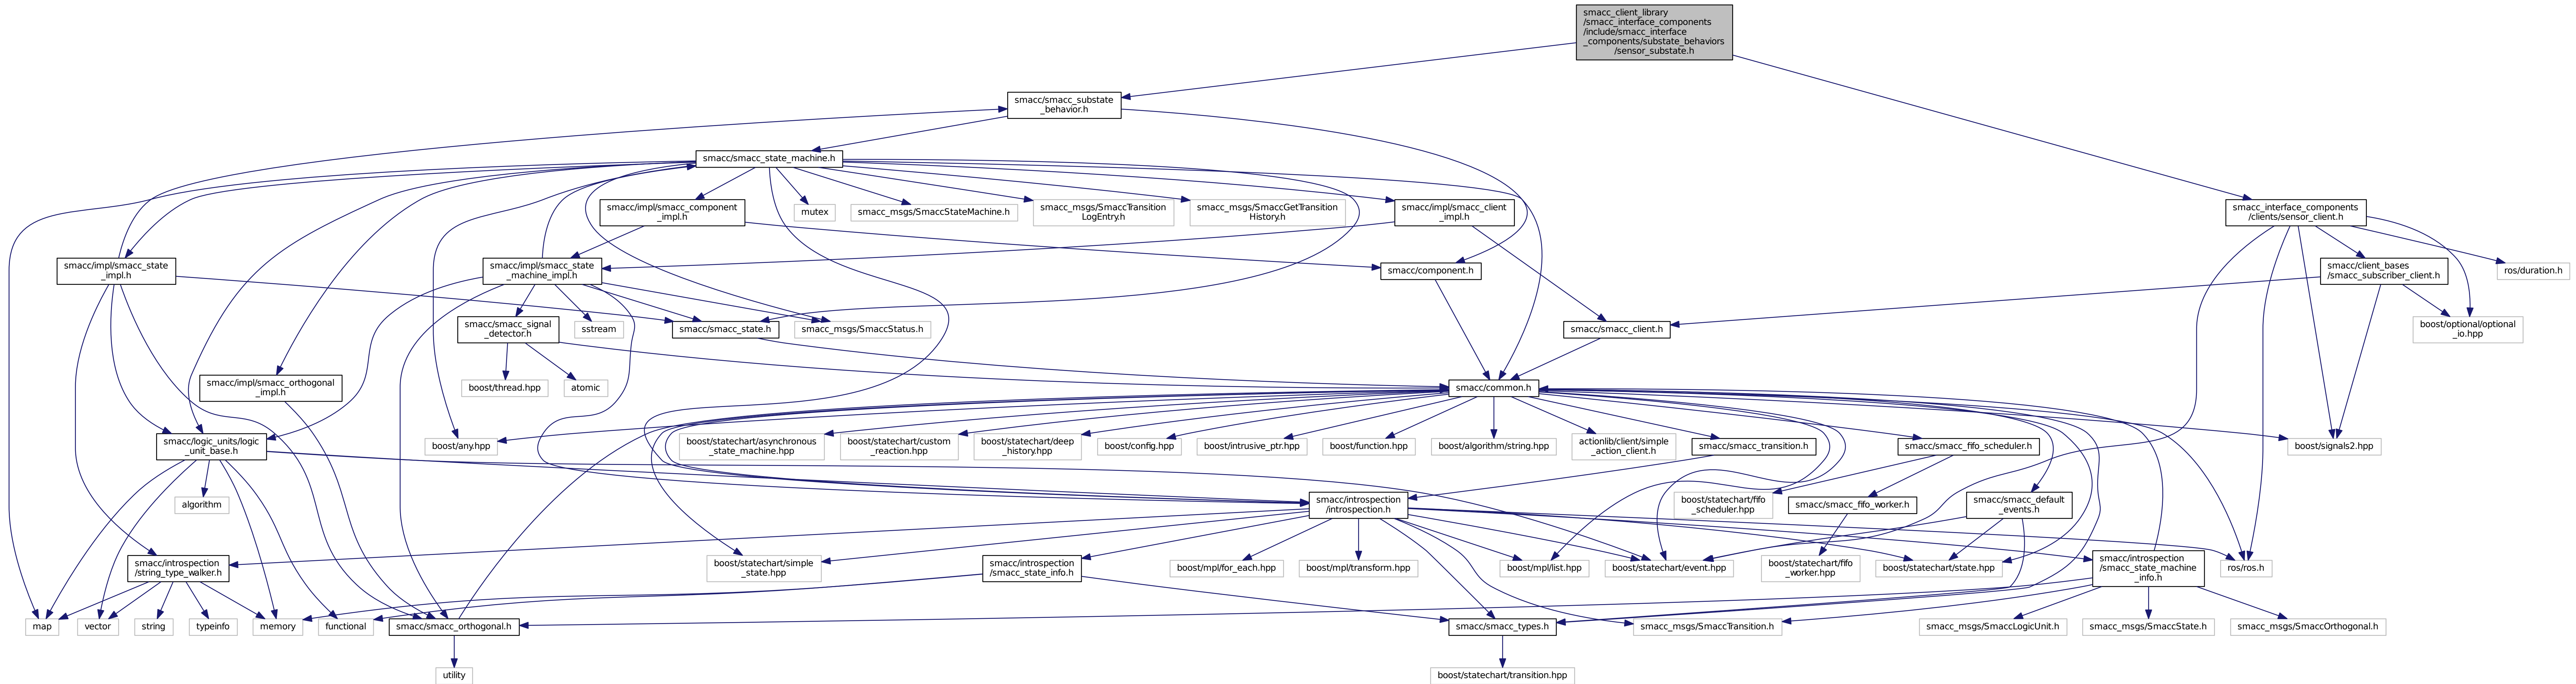 smacc_client_library
/smacc_interface_components
/include/smacc_interface
_components/substate_behaviors
/sensor_substate.h
smacc/smacc_substate
_behavior.h
smacc/smacc_state_machine.h
smacc/impl/smacc_component
_impl.h
mutex
smacc_msgs/SmaccStateMachine.h
smacc_msgs/SmaccTransition
LogEntry.h
smacc_msgs/SmaccGetTransition
History.h
smacc/impl/smacc_client
_impl.h
smacc_interface_components
/clients/sensor_client.h
smacc/impl/smacc_state
_impl.h
smacc/impl/smacc_state
_machine_impl.h
smacc/component.h
smacc/client_bases
/smacc_subscriber_client.h
ros/duration.h
smacc/smacc_signal
_detector.h
sstream
smacc/smacc_state.h
smacc_msgs/SmaccStatus.h
smacc/smacc_client.h
boost/optional/optional
_io.hpp
smacc/impl/smacc_orthogonal
_impl.h
boost/thread.hpp
atomic
smacc/common.h
smacc/logic_units/logic
_unit_base.h
boost/any.hpp
boost/statechart/asynchronous
_state_machine.hpp
boost/statechart/custom
_reaction.hpp
boost/statechart/deep
_history.hpp
boost/config.hpp
boost/intrusive_ptr.hpp
boost/function.hpp
boost/algorithm/string.hpp
actionlib/client/simple
_action_client.h
smacc/smacc_transition.h
smacc/smacc_fifo_scheduler.h
boost/signals2.hpp
algorithm
smacc/introspection
/introspection.h
boost/statechart/fifo
_scheduler.hpp
smacc/smacc_fifo_worker.h
smacc/smacc_default
_events.h
smacc/introspection
/string_type_walker.h
boost/statechart/simple
_state.hpp
smacc/introspection
/smacc_state_info.h
boost/mpl/for_each.hpp
boost/mpl/transform.hpp
boost/mpl/list.hpp
boost/statechart/event.hpp
boost/statechart/fifo
_worker.hpp
boost/statechart/state.hpp
smacc/introspection
/smacc_state_machine
_info.h
ros/ros.h
map
vector
string
typeinfo
memory
functional
smacc/smacc_orthogonal.h
smacc/smacc_types.h
smacc_msgs/SmaccTransition.h
smacc_msgs/SmaccLogicUnit.h
smacc_msgs/SmaccState.h
smacc_msgs/SmaccOrthogonal.h
utility
boost/statechart/transition.hpp